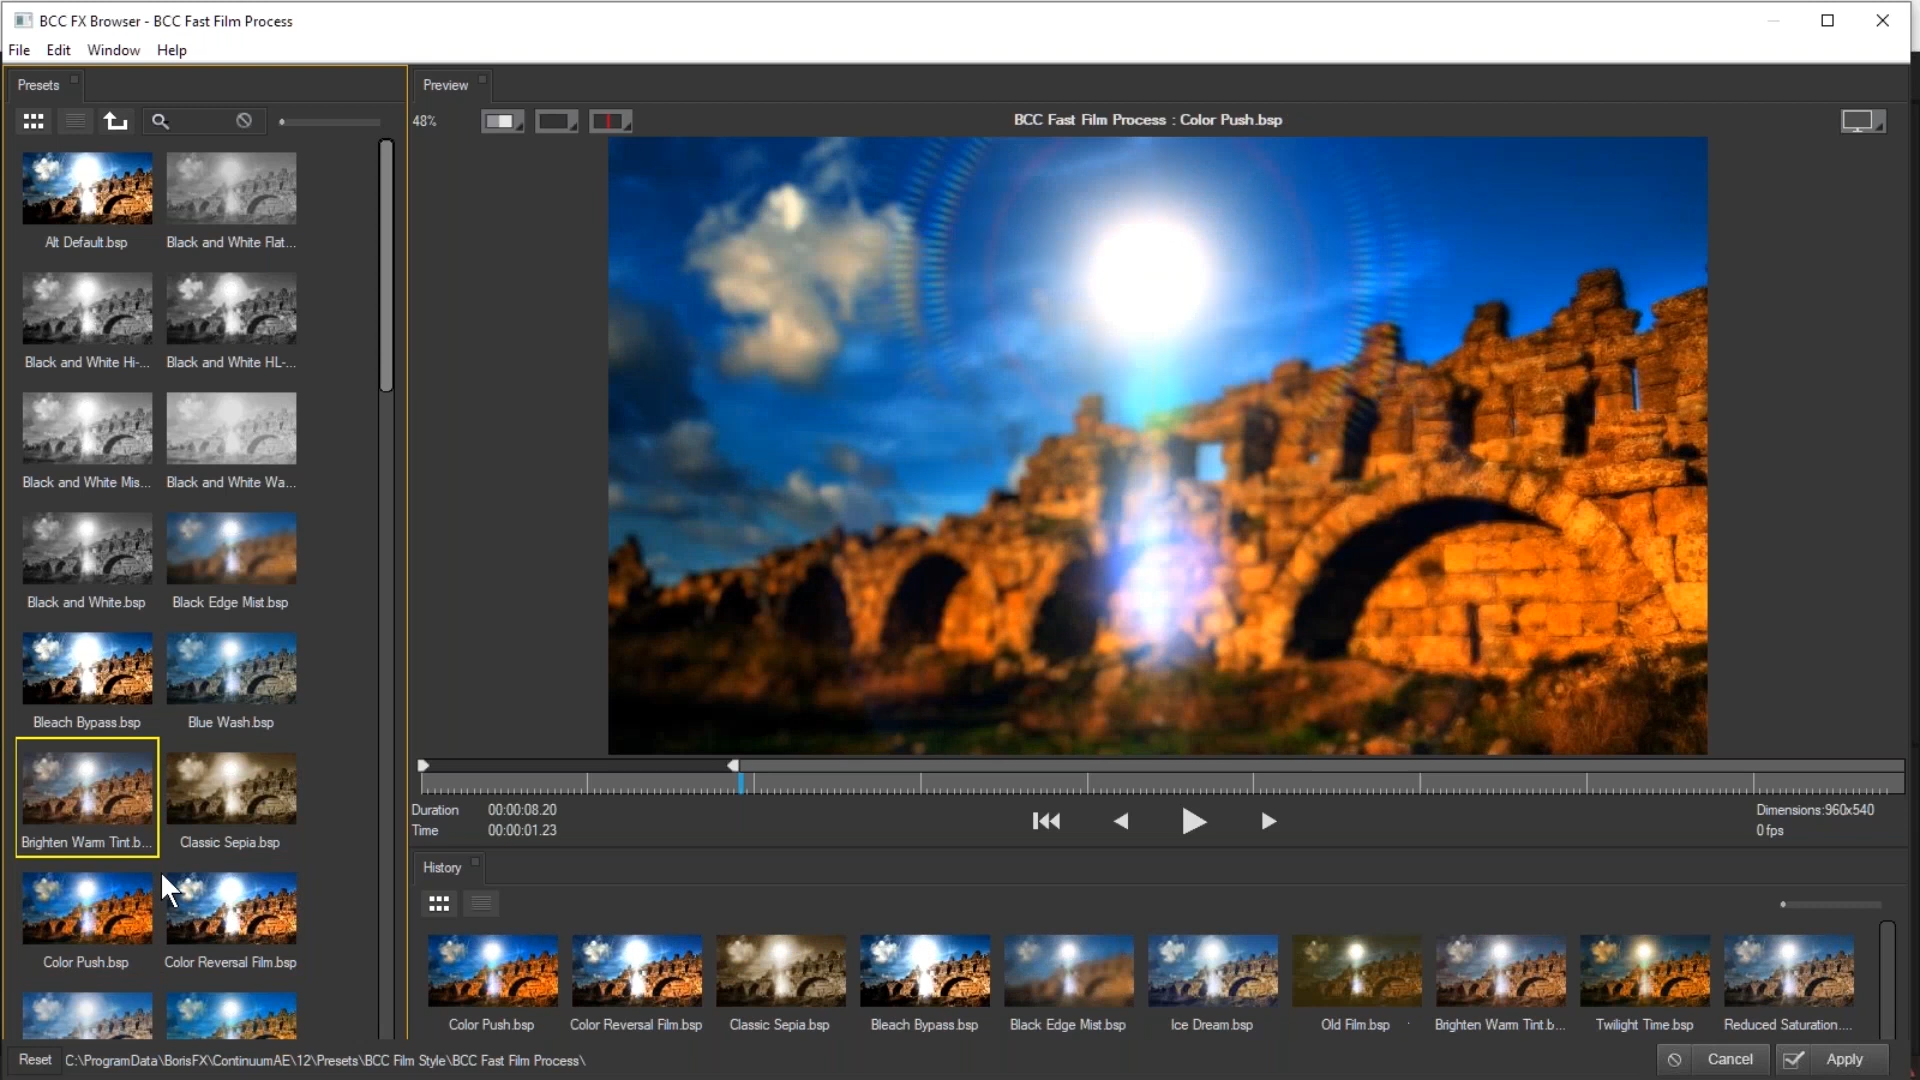 BCC FX Browser - BCC Fast Film Process
File Edit Window Help
Presets
Preview
48%
BCC Fast Film Process : Color Push.bsp
Alt Default.bsp
Black and White Flat...
Black and White Hi-...
Black and White HL-...
Black and White Mis...
Black and White Wa...
Black and White.bsp
Black Edge Mist.bsp
Bleach Bypass.bsp
Blue Wash.bsp
Brighten Warm Tint.b...
Classic Sepia.bsp
Color Push.bsp
Color Reversal Film.bsp
Duration 00:00:08.20
Time 00:00:01.23
Dimensions:960x540
0 fps
History
Color Push.bsp
Color Reversal Film.bsp
Classic Sepia.bsp
Bleach Bypass.bsp
Black Edge Mist.bsp
Ice Dream.bsp
Old Film.bsp
Brighten Warm Tint.b...
Twilight Time.bsp
Reduced Saturation....
Reset C:\ProgramData\BorisFX\ContinuumAE\12\Presets\BCC Film Style\BCC Fast Film Process\
Cancel
Apply